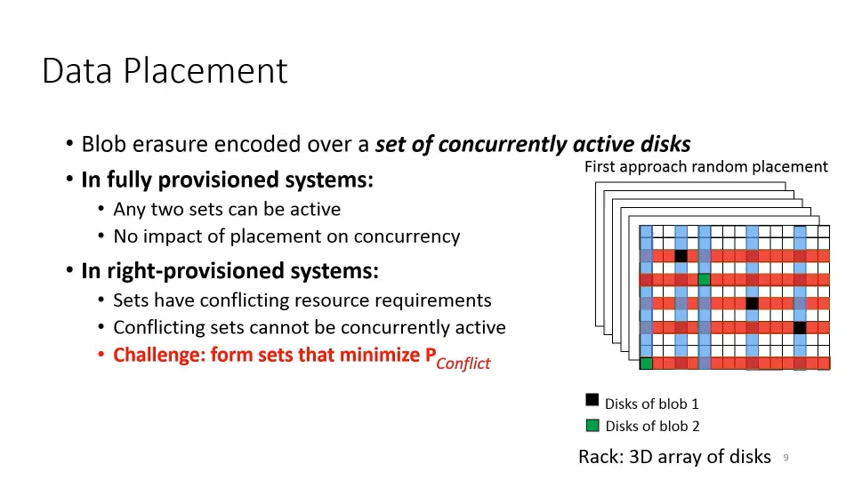 Data Placement
• Blob erasure encoded over a set of concurrently active disks
First approach random placement
• In fully provisioned systems:
• Any two sets can be active
• No impact of placement on concurrency
• In right-provisioned systems:
• Sets have conflicting resource requirements
• Conflicting sets cannot be concurrently active
• Challenge: form sets that minimize P_Conflict
Disks of blob 1
Disks of blob 2
Rack: 3D array of disks
9